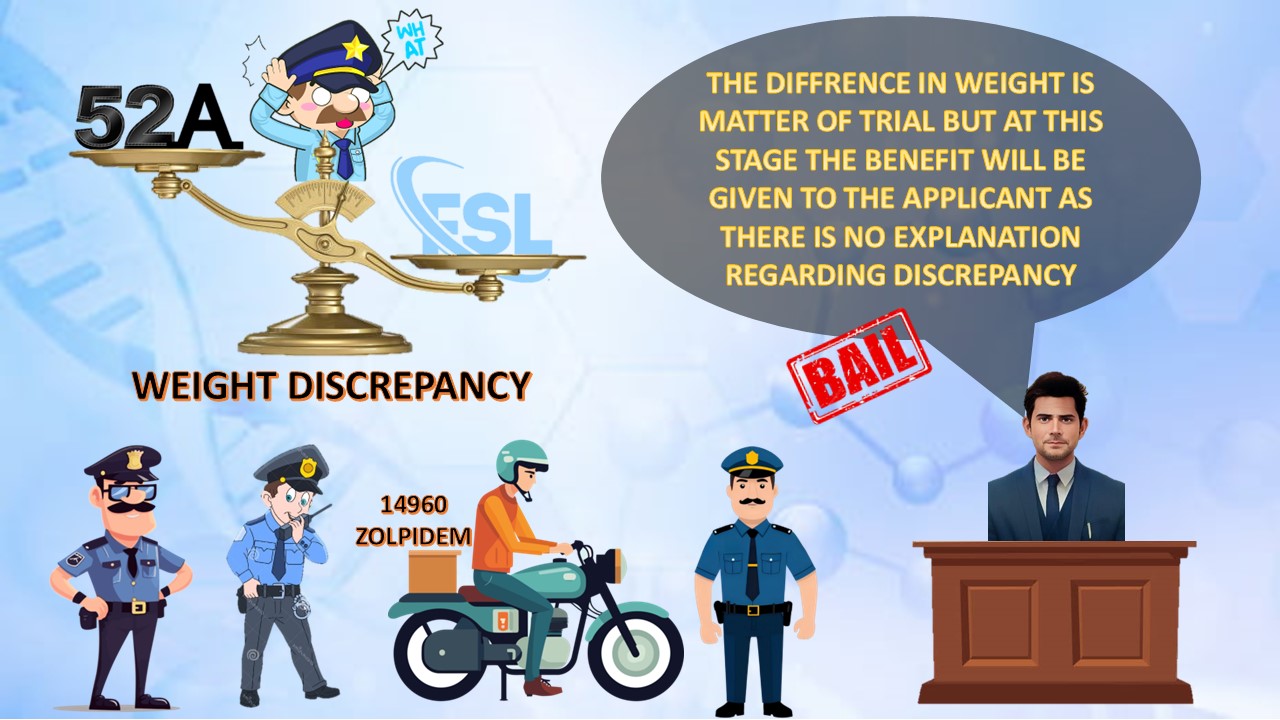 WH
AT
52A
FSL
WEIGHT DISCREPANCY
THE DIFFRENCE IN WEIGHT IS
MATTER OF TRIAL BUT AT THIS
STAGE THE BENEFIT WILL BE
GIVEN TO THE APPLICANT AS
THERE IS NO EXPLANATION
REGARDING DISCREPANCY
BAIL
14960
ZOLPIDEM